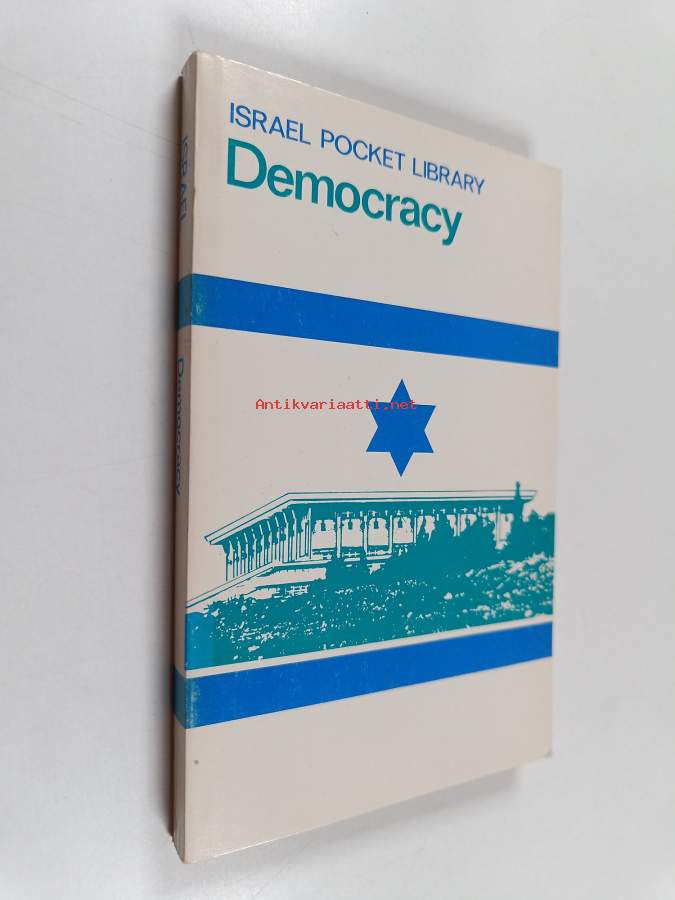 ISRAEL POCKET LIBRARY
Democracy
ISRAEL
Democracy
Antikvariaatti.net